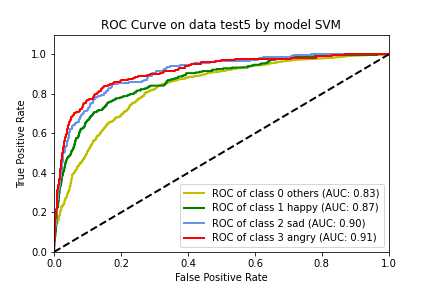 ROC Curve on data test5 by model SVM
True Positive Rate
1.0
0.8
0.6
0.4
0.2
0.0
ROC of class 0 others (AUC: 0.83)
ROC of class 1 happy (AUC: 0.87)
ROC of class 2 sad (AUC: 0.90)
ROC of class 3 angry (AUC: 0.91)
0.0 0.2 0.4 0.6 0.8 1.0
False Positive Rate